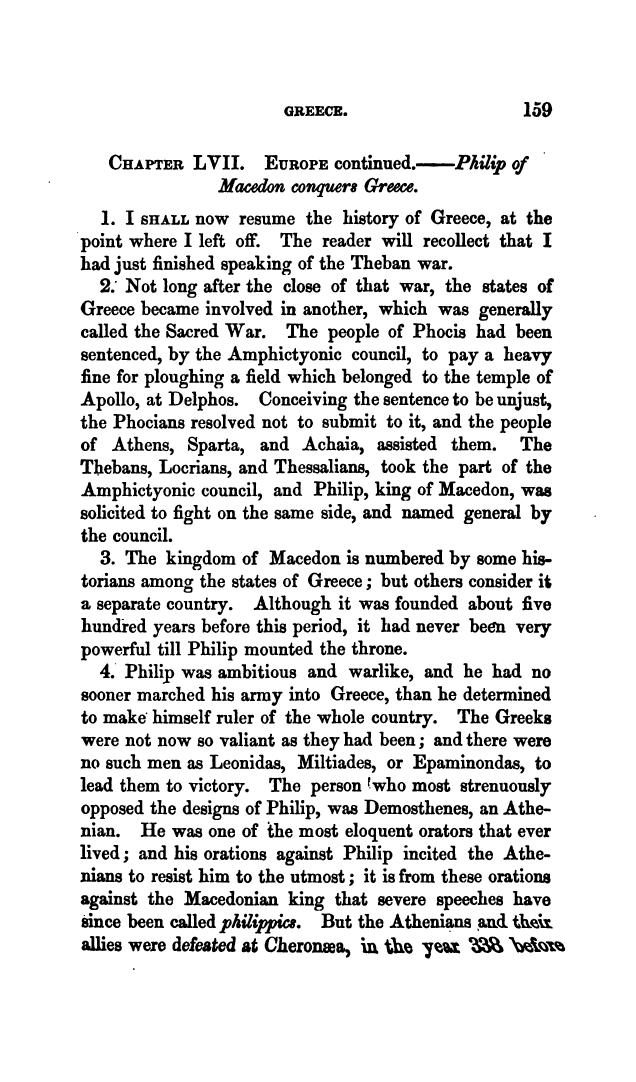 GREECE. 159
CHAPTER LVII. EUROPE continued.——Philip of
Macedon conquers Greece.
1. I SHALL now resume the history of Greece, at the
point where I left off. The reader will recollect that I
had just finished speaking of the Theban war.
2. Not long after the close of that war, the states of
Greece became involved in another, which was generally
called the Sacred War. The people of Phocis had been
sentenced, by the Amphictyonic council, to pay a heavy
fine for ploughing a field which belonged to the temple of
Apollo, at Delphos. Conceiving the sentence to be unjust,
the Phocians resolved not to submit to it, and the people
of Athens, Sparta, and Achaia, assisted them. The
Thebans, Locrians, and Thessalians, took the part of the
Amphictyonic council, and Philip, king of Macedon, was
solicited to fight on the same side, and named general by
the council.
3. The kingdom of Macedon is numbered by some his-
torians among the states of Greece; but others consider it
a separate country. Although it was founded about five
hundred years before this period, it had never been very
powerful till Philip mounted the throne.
4. Philip was ambitious and warlike, and he had no
sooner marched his army into Greece, than he determined
to make himself ruler of the whole country. The Greeks
were not now so valiant as they had been; and there were
no such men as Leonidas, Miltiades, or Epaminondas, to
lead them to victory. The person who most strenuously
opposed the designs of Philip, was Demosthenes, an Athe-
nian. He was one of the most eloquent orators that ever
lived; and his orations against Philip incited the Athe-
nians to resist him to the utmost; it is from these orations
against the Macedonian king that severe speeches have
since been called philippics. But the Athenians and their
allies were defeated at Cheronæa, in the year 338 before